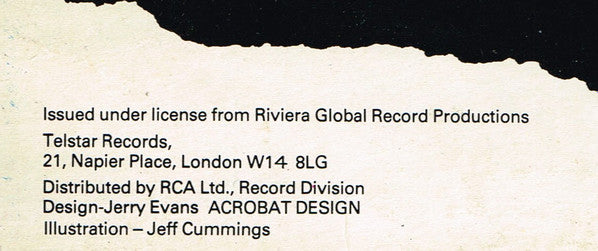 Issued under license from Riviera Global Record Productions
Telstar Records,
21, Napier Place, London W14 8LG
Distributed by RCA Ltd., Record Division
Design-Jerry Evans ACROBAT DESIGN
Illustration – Jeff Cummings